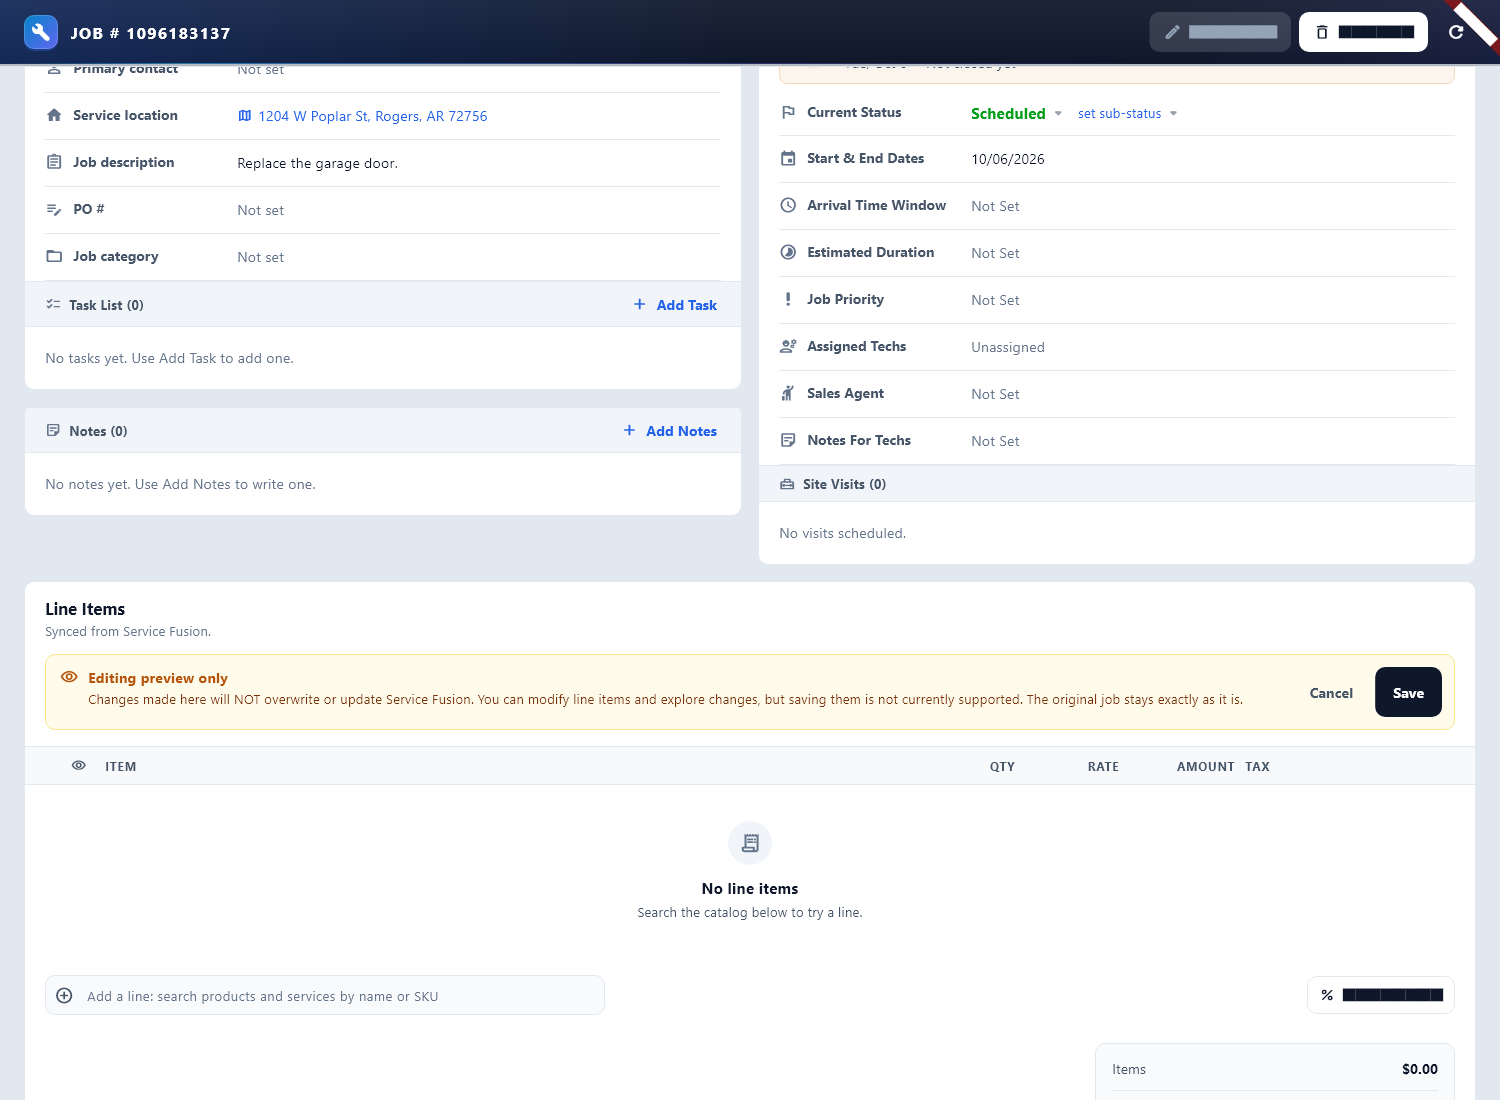 JOB # 1096183137
Primary contact
Not set
Service location
1204 W Poplar St, Rogers, AR 72756
Job description
Replace the garage door.
PO #
Not set
Job category
Not set
Task List (0)
Add Task
No tasks yet. Use Add Task to add one.
Notes (0)
Add Notes
No notes yet. Use Add Notes to write one.
Current Status
Scheduled
set sub-status
Start & End Dates
10/06/2026
Arrival Time Window
Not Set
Estimated Duration
Not Set
Job Priority
Not Set
Assigned Techs
Unassigned
Sales Agent
Not Set
Notes For Techs
Not Set
Site Visits (0)
No visits scheduled.
Line Items
Synced from Service Fusion.
Editing preview only
Changes made here will NOT overwrite or update Service Fusion. You can modify line items and explore changes, but saving them is not currently supported. The original job stays exactly as it is.
Cancel
Save
ITEM QTY RATE AMOUNT TAX
No line items
Search the catalog below to try a line.
Add a line: search products and services by name or SKU
%
Items $0.00